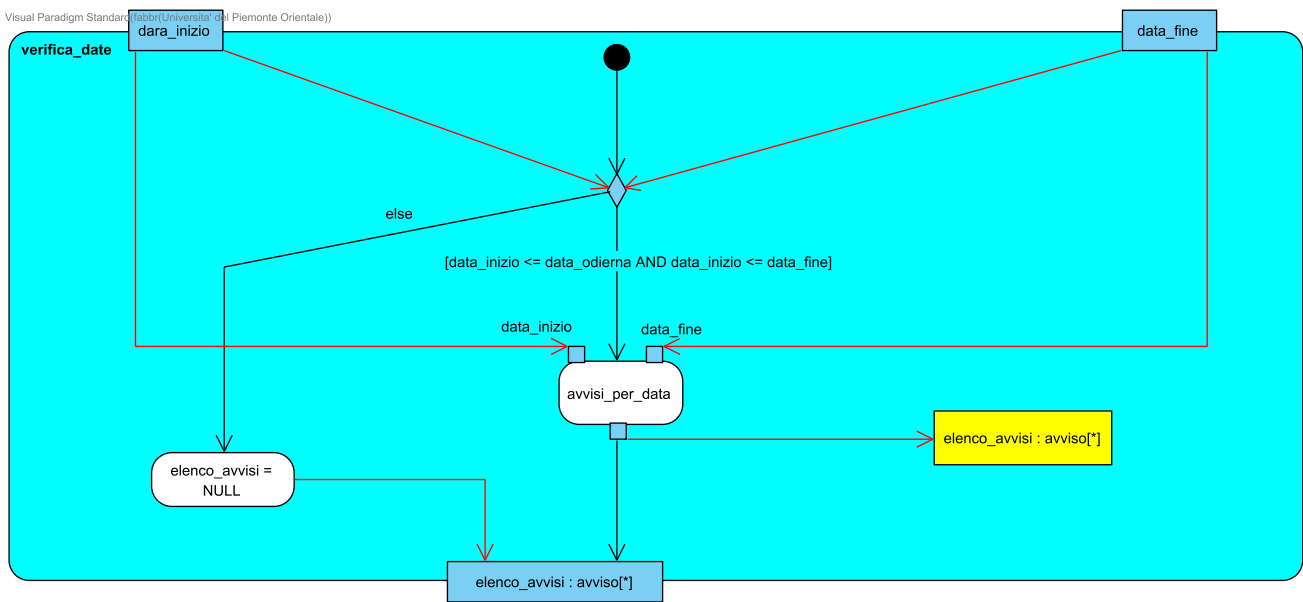 Visual Paradigm Standard(fabbr(Universita' del Piemonte Orientale))
dara_inizio
data_fine
verifica_date
else
[data_inizio <= data_odierna AND data_inizio <= data_fine]
data_inizio
data_fine
avvisi_per_data
elenco_avvisi : avviso[*]
elenco_avvisi =
NULL
elenco_avvisi : avviso[*]